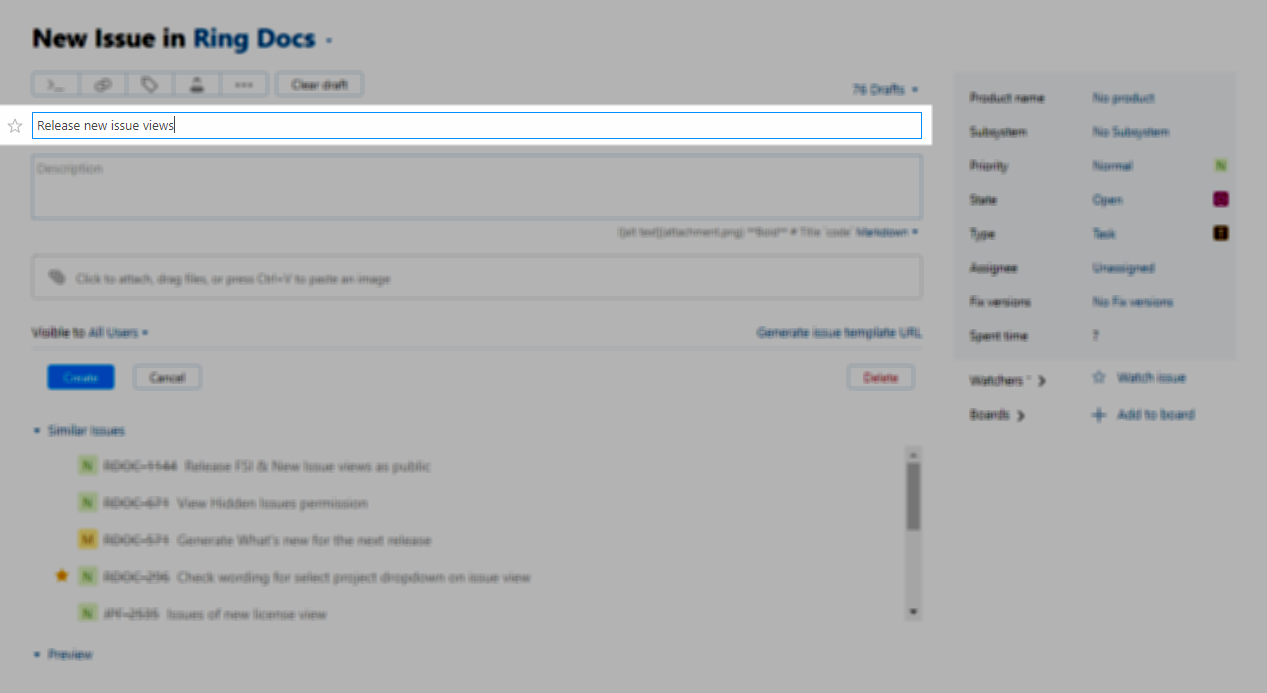 New Issue in Ring Docs
>_
Clear draft
76 Drafts
Release new issue views
Description
![alt text](attachment.png) **Bold** # Title `code` Markdown
Click to attach, drag files, or press Ctrl+V to paste an image
Visible to All Users
Generate issue template URL
Create Cancel Delete
Similar Issues
N RDOC-1144 Release FSI & New Issue views as public
N RDOC-671 View Hidden Issues permission
M RDOC-571 Generate What's new for the next release
N RDOC-296 Check wording for select project dropdown on issue view
N JPF-2535 Issues of new license view
Preview
Product name No product
Subsystem No Subsystem
Priority Normal N
State Open
Type Task T
Assignee Unassigned
Fix versions No Fix versions
Spent time ?
Watchers Watch issue
Boards Add to board